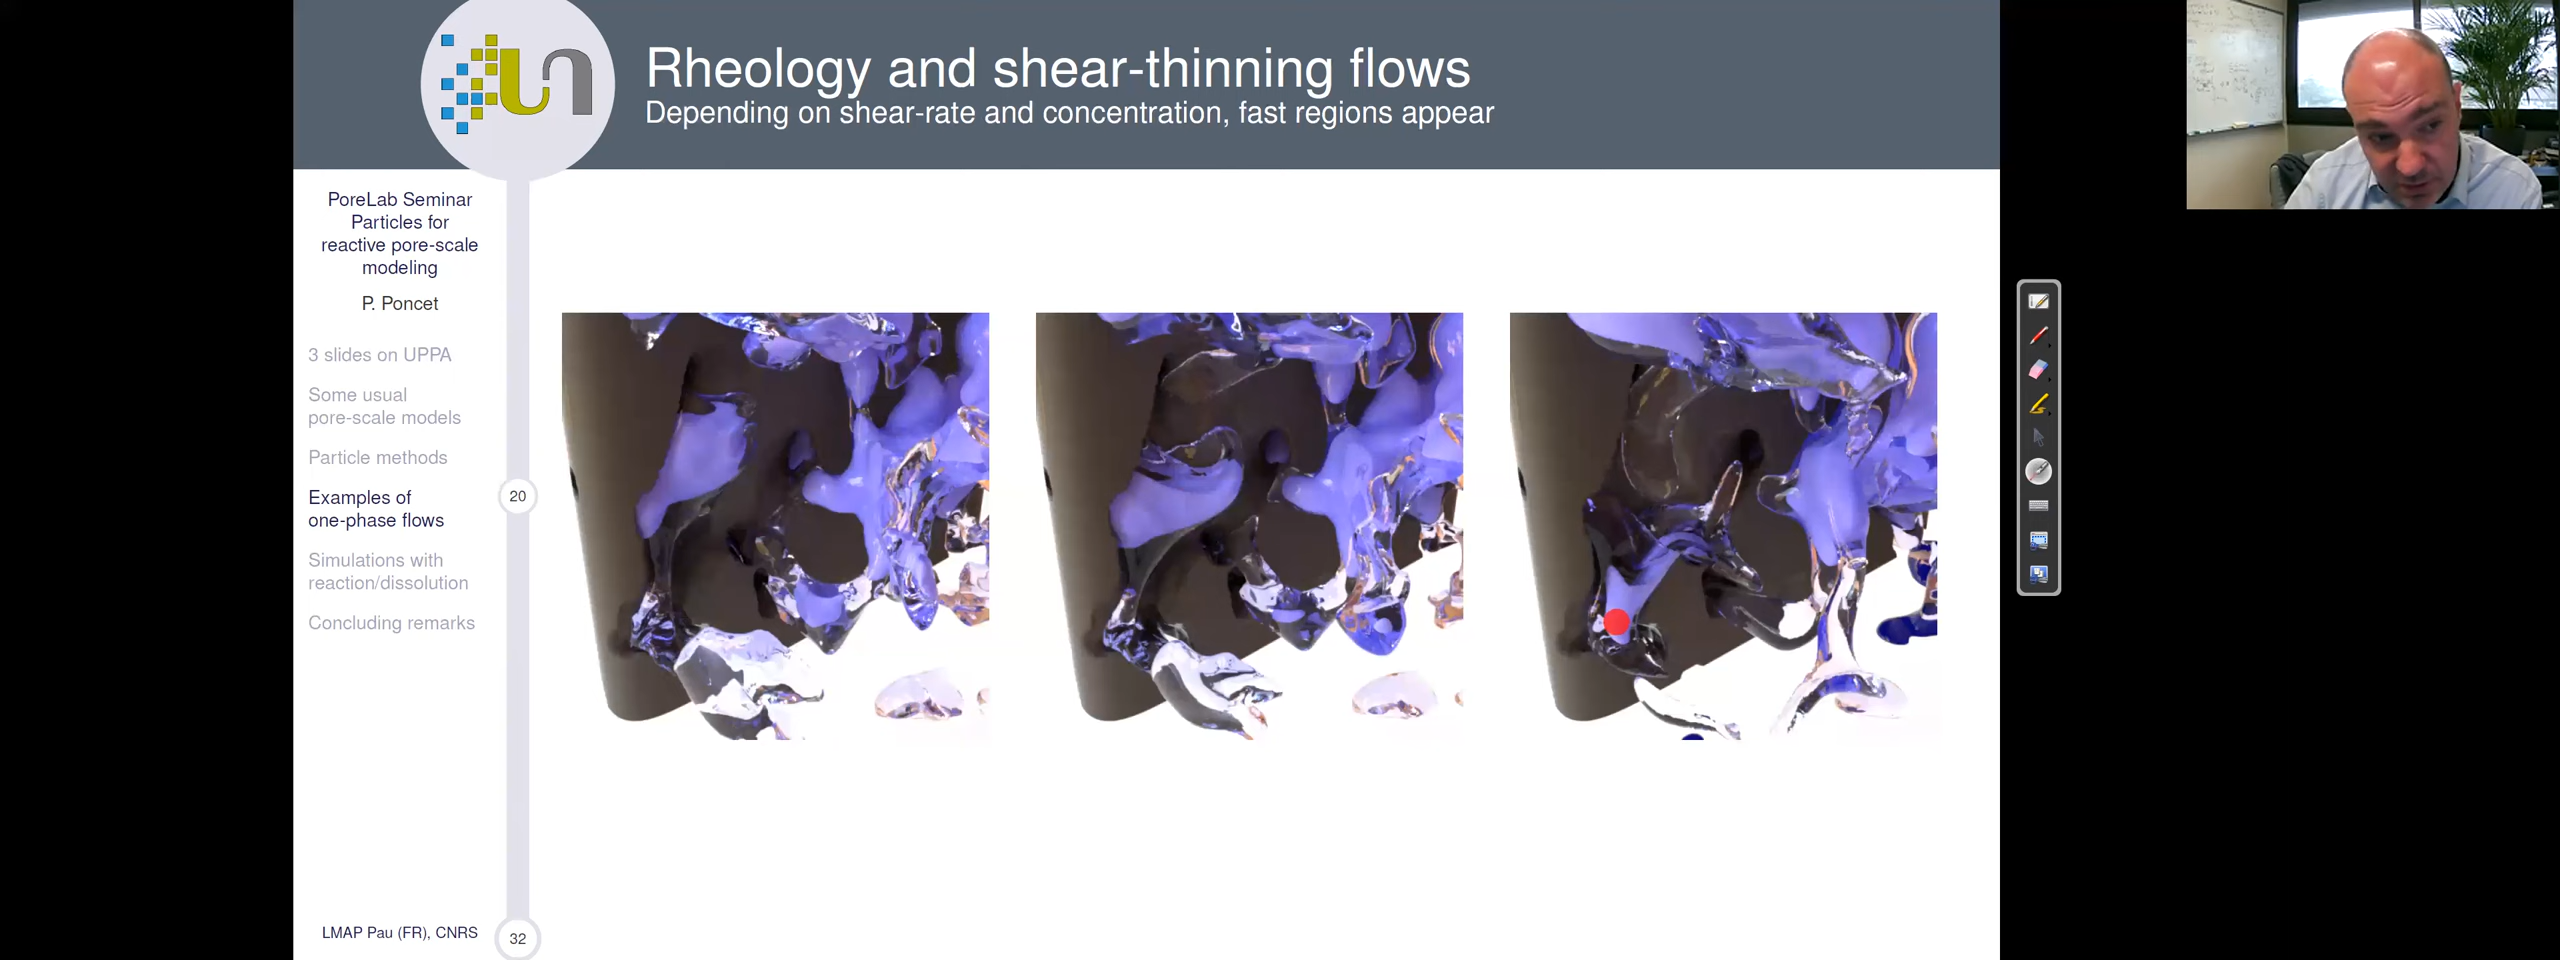 Rheology and shear-thinning flows
Depending on shear-rate and concentration, fast regions appear
PoreLab Seminar
Particles for
reactive pore-scale
modeling
P. Poncet
3 slides on UPPA
Some usual
pore-scale models
Particle methods
Examples of
one-phase flows
20
Simulations with
reaction/dissolution
Concluding remarks
LMAP Pau (FR), CNRS
32